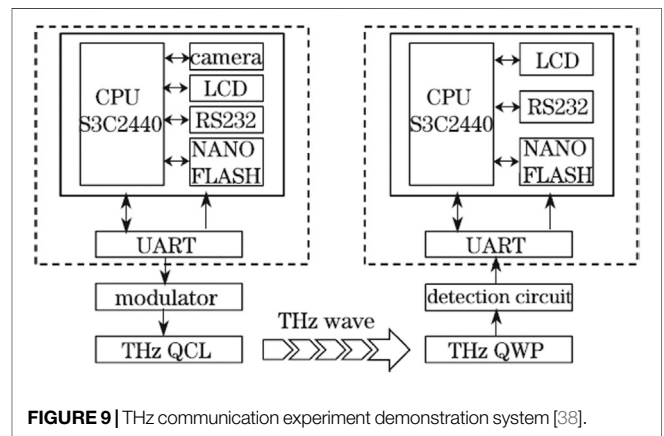 CPU
S3C2440
camera
LCD
RS232
NANO
FLASH
UART
modulator
THz QCL
THz wave
CPU
S3C2440
LCD
RS232
NANO
FLASH
UART
detection circuit
THz QWP
FIGURE 9 | THz communication experiment demonstration system [38].